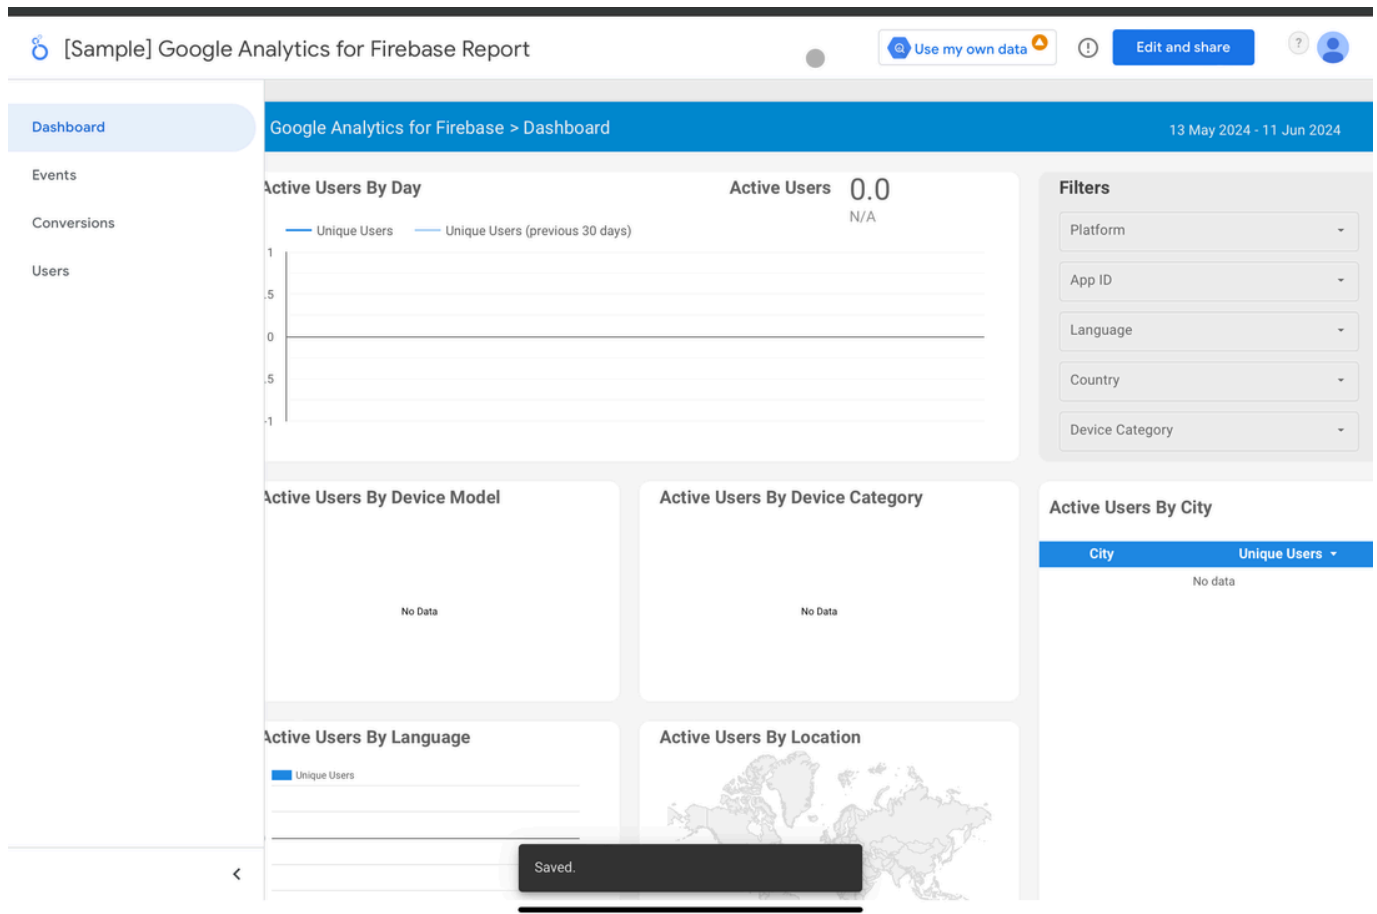 [Sample] Google Analytics for Firebase Report
Use my own data
Edit and share
?
Dashboard
Events
Conversions
Users
Google Analytics for Firebase > Dashboard
13 May 2024 - 11 Jun 2024
Active Users By Day
Active Users 0.0
N/A
Unique Users
Unique Users (previous 30 days)
1
.5
0
.5
-1
Filters
Platform
App ID
Language
Country
Device Category
Active Users By Device Model
No Data
Active Users By Device Category
No Data
Active Users By City
City Unique Users
No data
Active Users By Language
Unique Users
Active Users By Location
Saved.